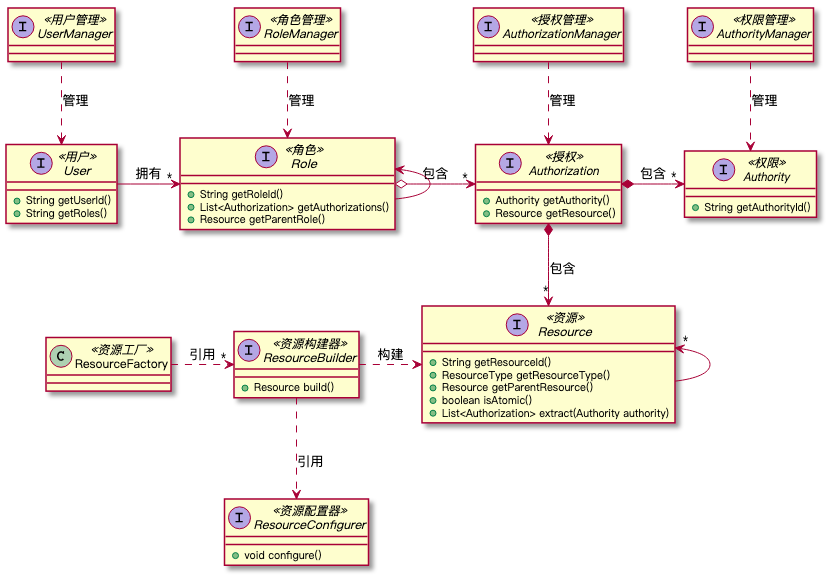 I
«用户管理»
UserManager
I
«角色管理»
RoleManager
I
«授权管理»
AuthorizationManager
I
«权限管理»
AuthorityManager
管理
管理
管理
管理
I
«用户»
User
String getUserId()
String getRoles()
拥有
*
I
«角色»
Role
String getRoleId()
List<Authorization> getAuthorizations()
Resource getParentRole()
包含
*
I
«授权»
Authorization
Authority getAuthority()
Resource getResource()
包含
*
I
«权限»
Authority
String getAuthorityId()
包含
*
C
«资源工厂»
ResourceFactory
引用
*
I
«资源构建器»
ResourceBuilder
Resource build()
构建
I
«资源»
Resource
String getResourceId()
ResourceType getResourceType()
Resource getParentResource()
boolean isAtomic()
List<Authorization> extract(Authority authority)
*
引用
I
«资源配置器»
ResourceConfigurer
void configure()